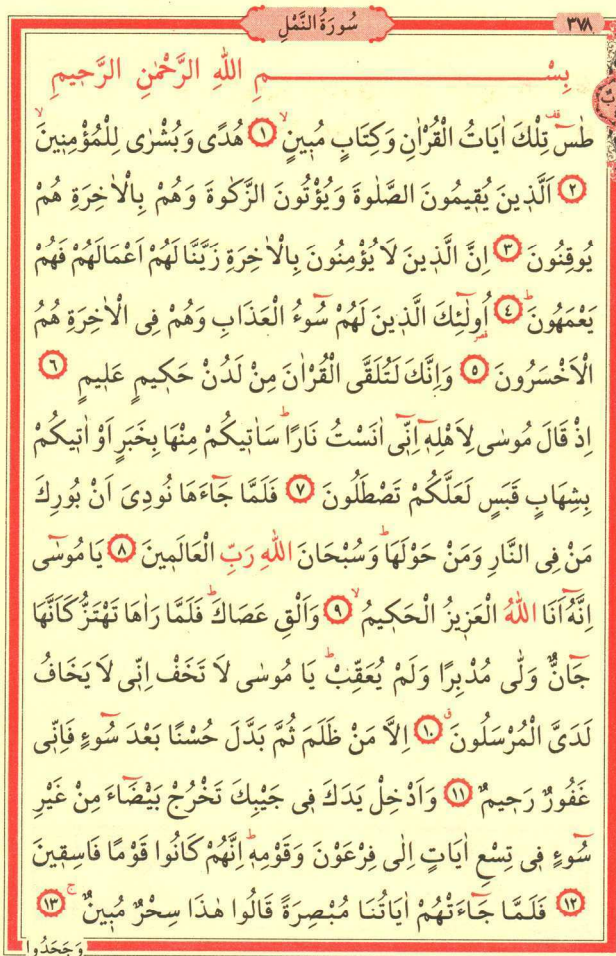 ٣٧٨
سُورَةُ النَّمْلِ
بِسْمِ اللهِ الرَّحْمٰنِ الرَّحٖيمِ
طٰسٓ تِلْكَ اٰيَاتُ الْقُرْاٰنِ وَكِتَابٍ مُبٖينٍۙ ﴿١﴾ هُدًى وَبُشْرٰى لِلْمُؤْمِنٖينَۙ
﴿٢﴾ اَلَّذٖينَ يُقٖيمُونَ الصَّلٰوةَ وَيُؤْتُونَ الزَّكٰوةَ وَهُمْ بِالْاٰخِرَةِ هُمْ
يُوقِنُونَ ﴿٣﴾ اِنَّ الَّذٖينَ لَا يُؤْمِنُونَ بِالْاٰخِرَةِ زَيَّنَّا لَهُمْ اَعْمَالَهُمْ فَهُمْ
يَعْمَهُونَؕ ﴿٤﴾ اُولٰٓئِكَ الَّذٖينَ لَهُمْ سُٓوءُ الْعَذَابِ وَهُمْ فِى الْاٰخِرَةِ هُمُ
الْاَخْسَرُونَ ﴿٥﴾ وَاِنَّكَ لَتُلَقَّى الْقُرْاٰنَ مِنْ لَدُنْ حَكٖيمٍ عَلٖيمٍ ﴿٦﴾
اِذْ قَالَ مُوسٰى لِاَهْلِهٖٓ اِنّٖٓى اٰنَسْتُ نَارًاؕ سَاٰتٖيكُمْ مِنْهَا بِخَبَرٍ اَوْ اٰتٖيكُمْ
بِشِهَابٍ قَبَسٍ لَعَلَّكُمْ تَصْطَلُونَ ﴿٧﴾ فَلَمَّا جَٓاءَهَا نُودِىَ اَنْ بُورِكَ
مَنْ فِى النَّارِ وَمَنْ حَوْلَهَاؕ وَسُبْحَانَ اللهِ رَبِّ الْعَالَمٖينَ ﴿٨﴾ يَا مُوسٰٓى
اِنَّهُٓ اَنَا اللهُ الْعَزٖيزُ الْحَكٖيمُۙ ﴿٩﴾ وَاَلْقِ عَصَاكَؕ فَلَمَّا رَاٰهَا تَهْتَزُّ كَاَنَّهَا
جَٓانٌّ وَلّٰى مُدْبِرًا وَلَمْ يُعَقِّبْؕ يَا مُوسٰى لَا تَخَفْ اِنّٖى لَا يَخَافُ
لَدَىَّ الْمُرْسَلُونَ ﴿١٠﴾ اِلَّا مَنْ ظَلَمَ ثُمَّ بَدَّلَ حُسْنًا بَعْدَ سُٓوءٍ فَاِنّٖى
غَفُورٌ رَحٖيمٌ ﴿١١﴾ وَاَدْخِلْ يَدَكَ فٖى جَيْبِكَ تَخْرُجْ بَيْضَٓاءَ مِنْ غَيْرِ
سُٓوءٍ فٖى تِسْعِ اٰيَاتٍ اِلٰى فِرْعَوْنَ وَقَوْمِهٖؕ اِنَّهُمْ كَانُوا قَوْمًا فَاسِقٖينَ
﴿١٢﴾ فَلَمَّا جَٓاءَتْهُمْ اٰيَاتُنَا مُبْصِرَةً قَالُوا هٰذَا سِحْرٌ مُبٖينٌۚ ﴿١٣﴾
وَجَحَدُوا